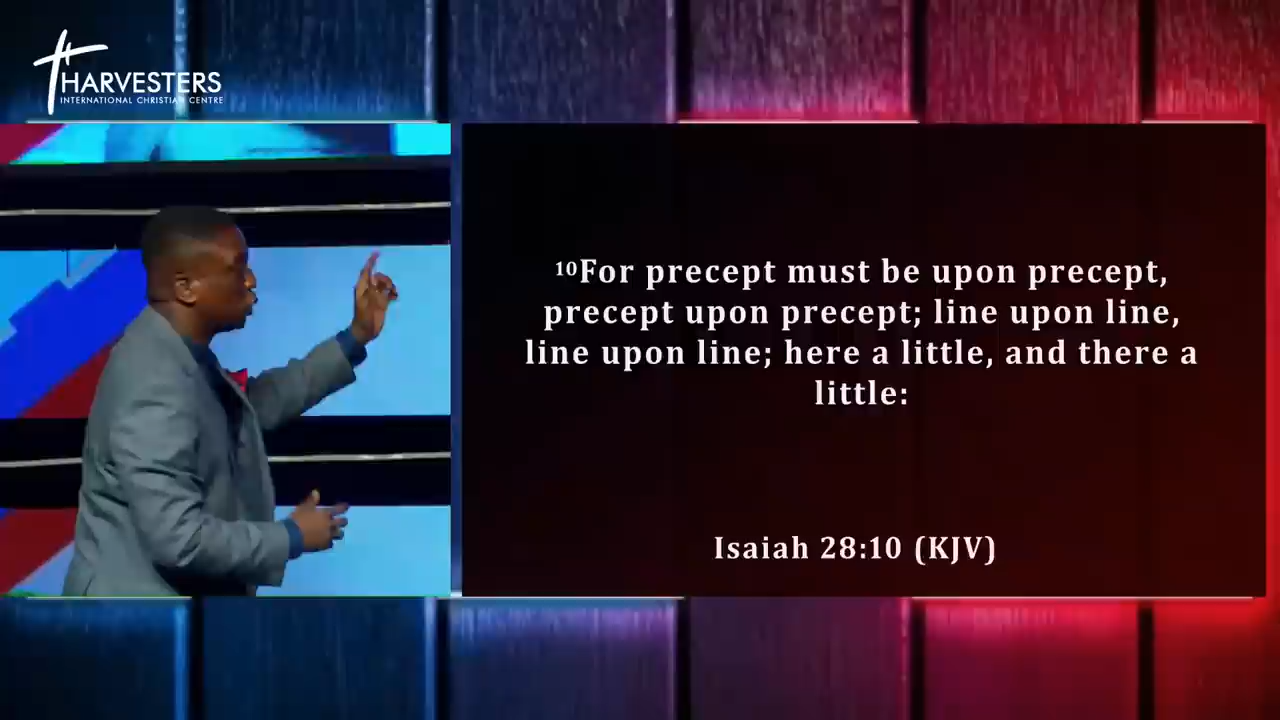 HARVESTERS
INTERNATIONAL CHRISTIAN CENTRE
10For precept must be upon precept,
precept upon precept; line upon line,
line upon line; here a little, and there a
little:
Isaiah 28:10 (KJV)